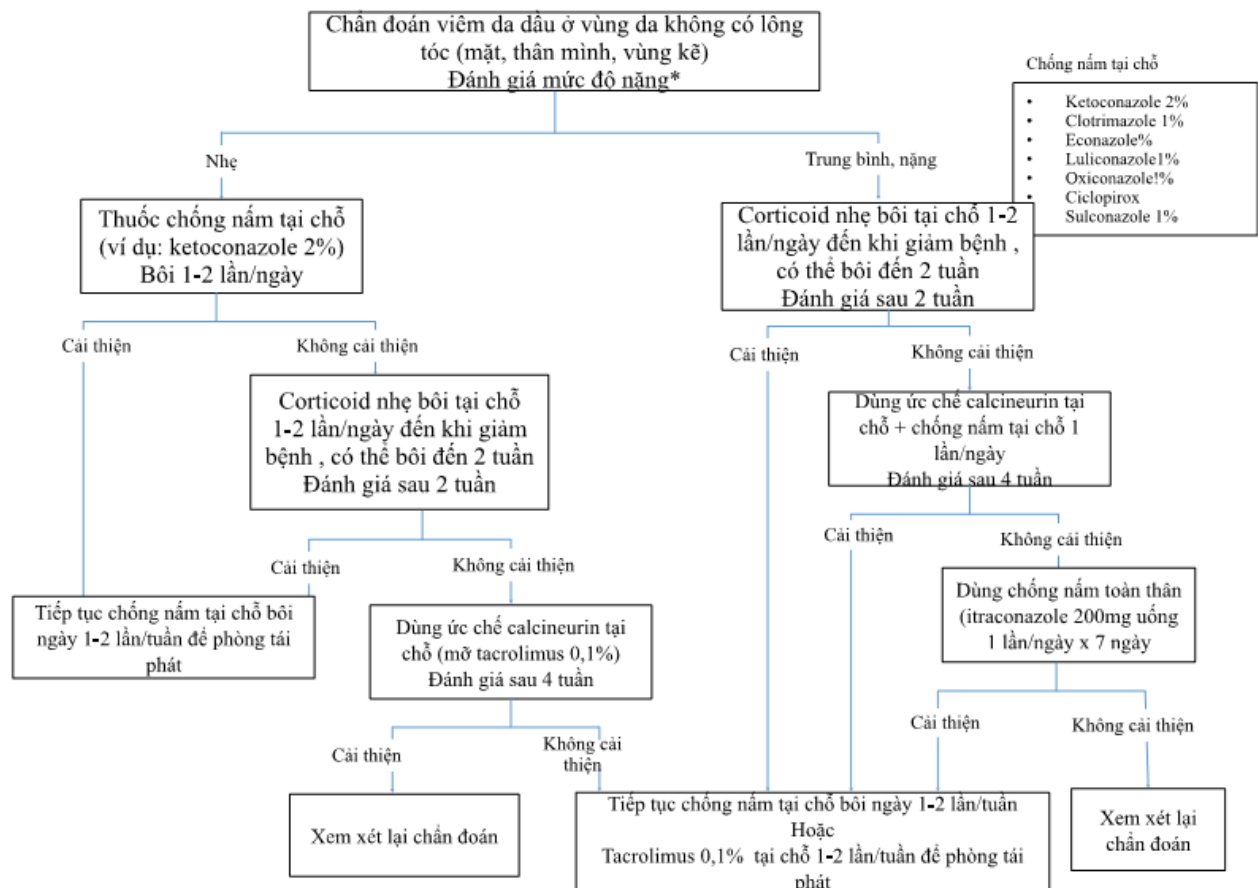 Chẩn đoán viêm da dầu ở vùng da không có lông
tóc (mặt, thân mình, vùng kẽ)
Đánh giá mức độ nặng*
Chống nấm tại chỗ
• Ketoconazole 2%
• Clotrimazole 1%
• Econazole%
• Luliconazole1%
• Oxiconazole!%
• Ciclopirox
Sulconazole 1%
Nhẹ
Trung bình, nặng
Thuốc chống nấm tại chỗ
(ví dụ: ketoconazole 2%)
Bôi 1-2 lần/ngày
Corticoid nhẹ bôi tại chỗ 1-2
lần/ngày đến khi giảm bệnh ,
có thể bôi đến 2 tuần
Đánh giá sau 2 tuần
Cải thiện
Không cải thiện
Cải thiện
Không cải thiện
Corticoid nhẹ bôi tại chỗ
1-2 lần/ngày đến khi giảm
bệnh , có thể bôi đến 2 tuần
Đánh giá sau 2 tuần
Dùng ức chế calcineurin tại
chỗ + chống nấm tại chỗ 1
lần/ngày
Đánh giá sau 4 tuần
Cải thiện
Không cải thiện
Cải thiện
Không cải thiện
Tiếp tục chống nấm tại chỗ bôi
ngày 1-2 lần/tuần để phòng tái
phát
Dùng ức chế calcineurin tại
chỗ (mỡ tacrolimus 0,1%)
Đánh giá sau 4 tuần
Dùng chống nấm toàn thân
(itraconazole 200mg uống
1 lần/ngày x 7 ngày
Cải thiện
Không cải
thiện
Cải thiện
Không cải thiện
Xem xét lại chẩn đoán
Tiếp tục chống nấm tại chỗ bôi ngày 1-2 lần/tuần
Hoặc
Tacrolimus 0,1% tại chỗ 1-2 lần/tuần để phòng tái
phát
Xem xét lại
chẩn đoán